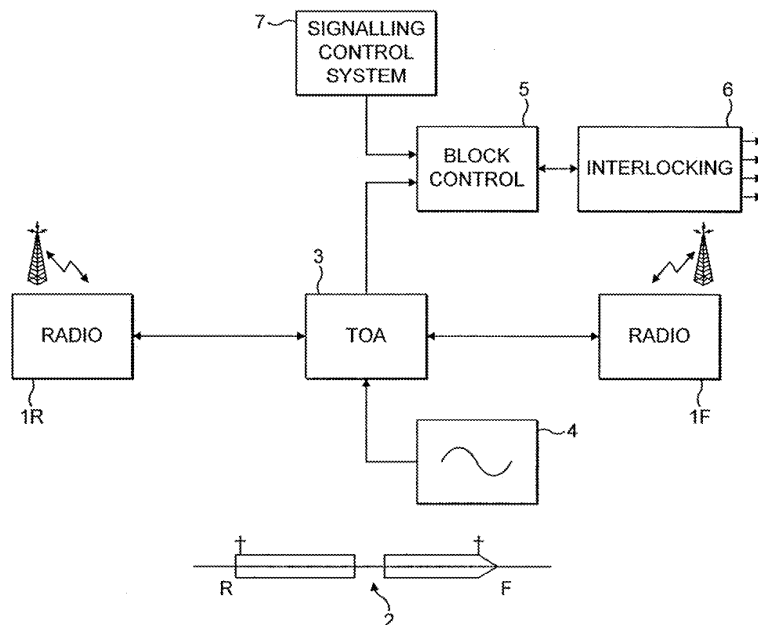 7
SIGNALLING
CONTROL
SYSTEM
5
6
BLOCK
CONTROL
INTERLOCKING
3
RADIO
TOA
RADIO
1R
1F
4
R
F
2